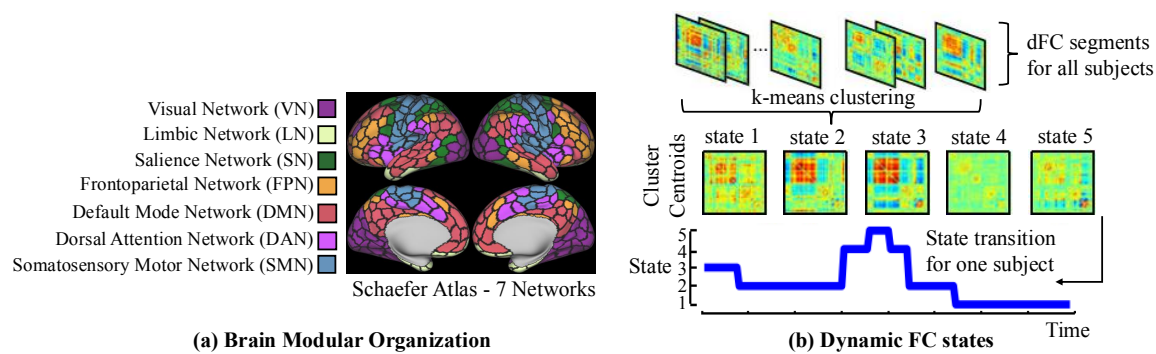 Visual Network (VN)
Limbic Network (LN)
Salience Network (SN)
Frontoparietal Network (FPN)
Default Mode Network (DMN)
Dorsal Attention Network (DAN)
Somatosensory Motor Network (SMN)
Schaefer Atlas - 7 Networks
(a) Brain Modular Organization
...
dFC segments
for all subjects
k-means clustering
state 1
state 2
state 3
state 4
state 5
Cluster
Centroids
State
5
4
3
2
1
State transition
for one subject
Time
(b) Dynamic FC states